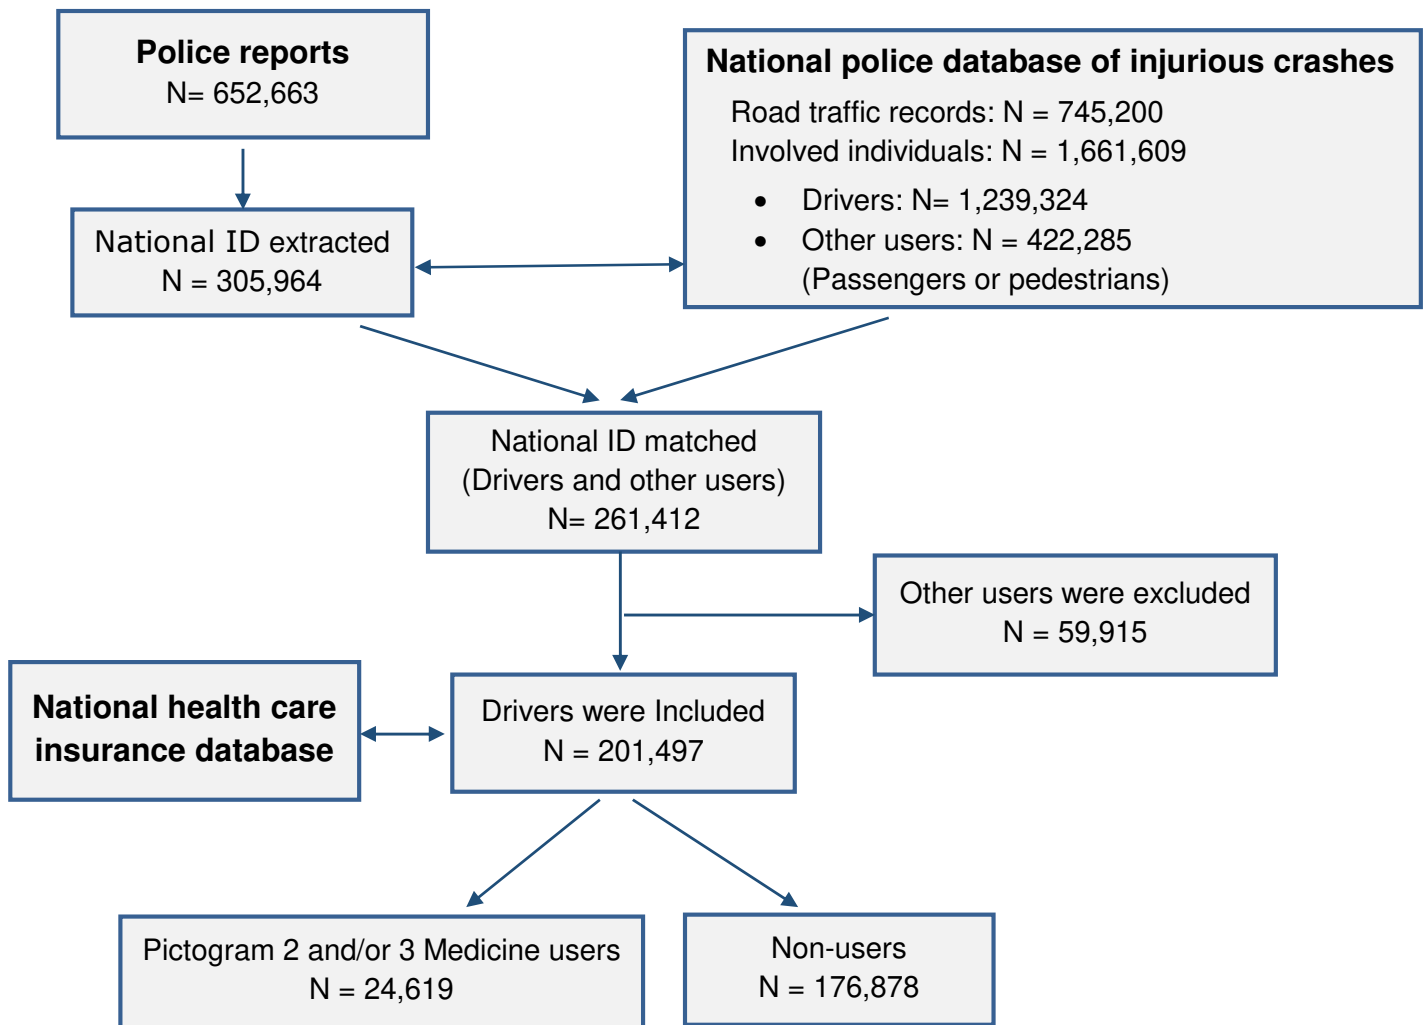 Police reports
N= 652,663
National police database of injurious crashes
Road traffic records: N = 745,200
Involved individuals: N = 1,661,609
• Drivers: N= 1,239,324
• Other users: N = 422,285
(Passengers or pedestrians)
National ID extracted
N = 305,964
National ID matched
(Drivers and other users)
N= 261,412
Other users were excluded
N = 59,915
National health care
insurance database
Drivers were Included
N = 201,497
Pictogram 2 and/or 3 Medicine users
N = 24,619
Non-users
N = 176,878